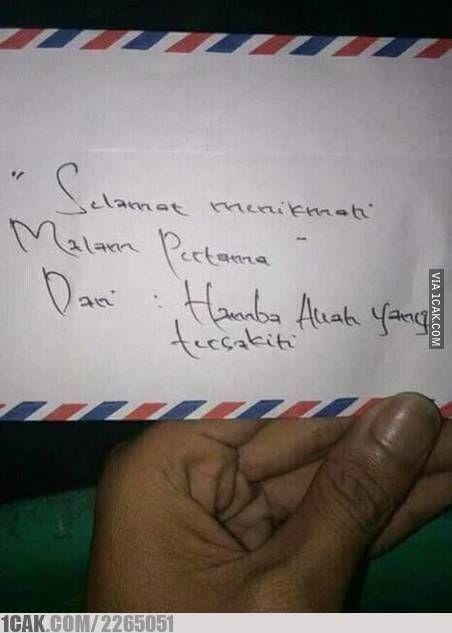 "Selamat menikmati
Malam Pertama"
Dari : Hamba Allah yang
tersakiti
VIA 1CAK.COM
1CAK.COM/2265051